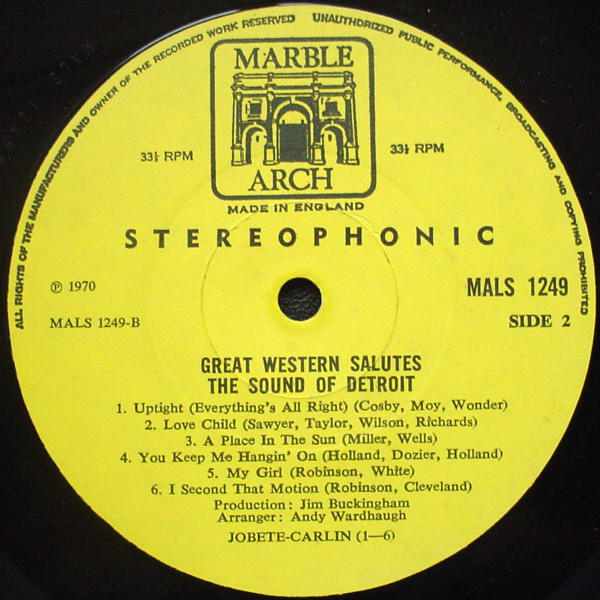 ALL RIGHTS OF THE MANUFACTURERS AND OWNER OF THE RECORDED WORK RESERVED UNAUTHORIZED PUBLIC PERFORMANCE, BROADCASTING AND COPYING PROHIBITED
MARBLE
ARCH
33⅓ RPM 33⅓ RPM
MADE IN ENGLAND
STEREOPHONIC
℗ 1970 MALS 1249
MALS 1249-B SIDE 2
GREAT WESTERN SALUTES
THE SOUND OF DETROIT
1. Uptight (Everything's All Right) (Cosby, Moy, Wonder)
2. Love Child (Sawyer, Taylor, Wilson, Richards)
3. A Place In The Sun (Miller, Wells)
4. You Keep Me Hangin' On (Holland, Dozier, Holland)
5. My Girl (Robinson, White)
6. I Second That Motion (Robinson, Cleveland)
Production: Jim Buckingham
Arranger: Andy Wardhaugh
JOBETE-CARLIN (1—6)